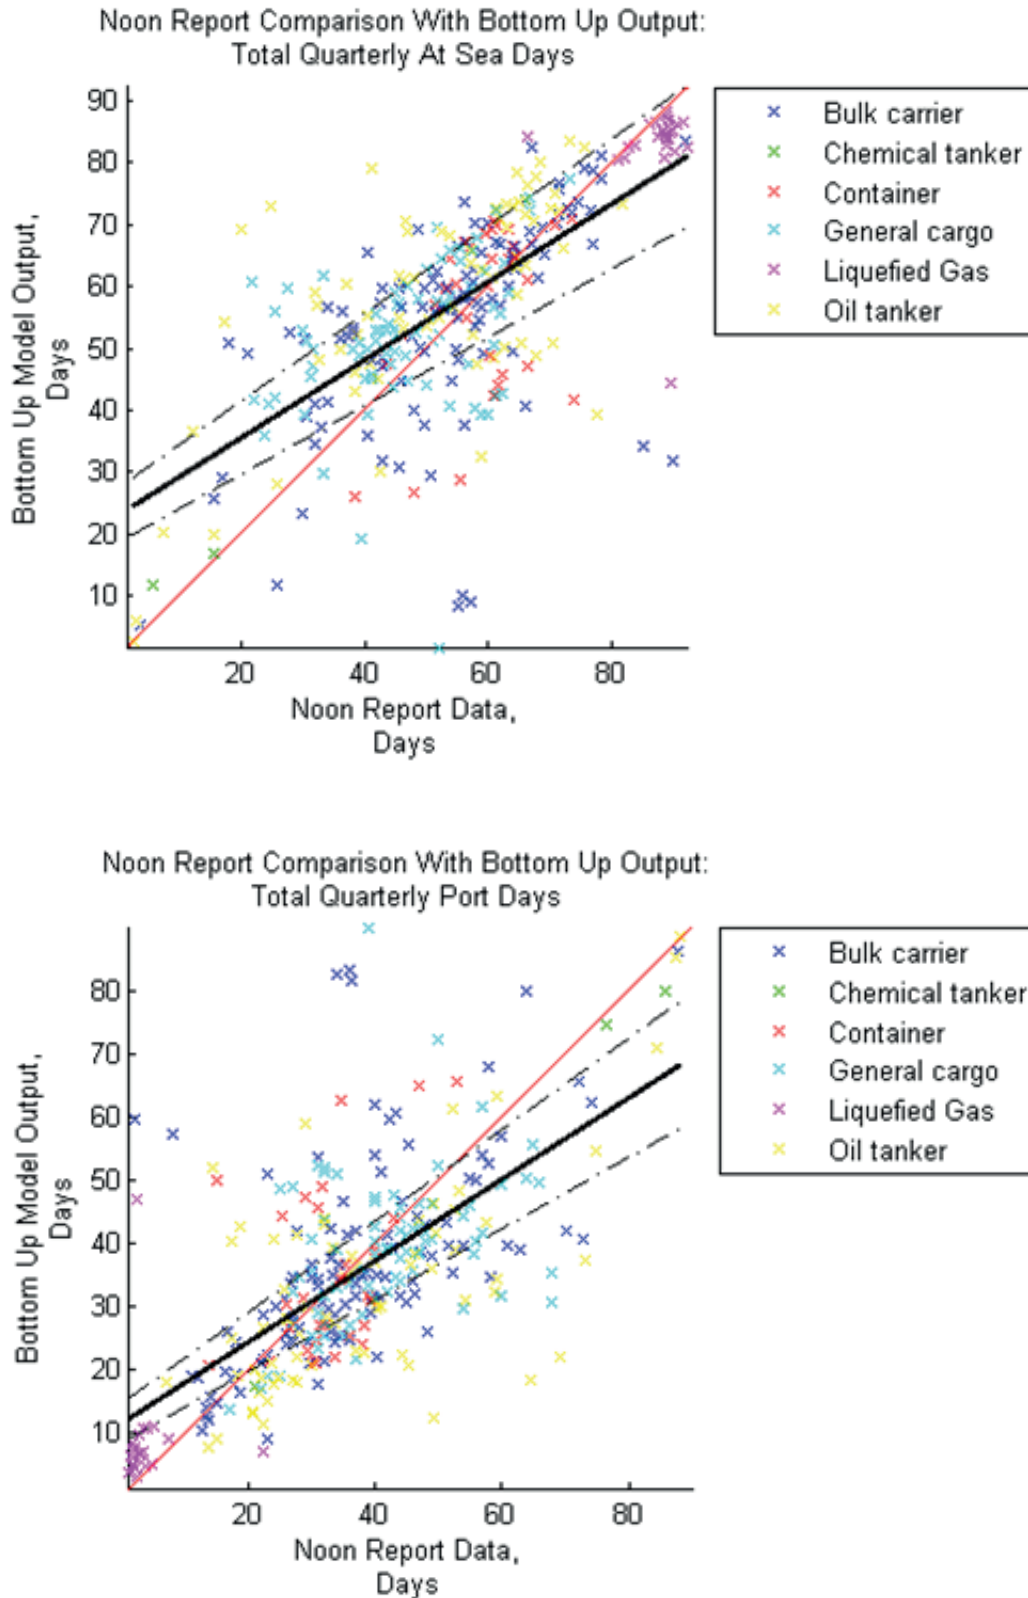 Noon Report Comparison With Bottom Up Output:
Total Quarterly At Sea Days
90
80
70
60
50
40
30
20
10
Bottom Up Model Output,
Days
20 40 60 80
Noon Report Data,
Days
Bulk carrier
Chemical tanker
Container
General cargo
Liquefied Gas
Oil tanker
Noon Report Comparison With Bottom Up Output:
Total Quarterly Port Days
80
70
60
50
40
30
20
10
Bottom Up Model Output,
Days
20 40 60 80
Noon Report Data,
Days
Bulk carrier
Chemical tanker
Container
General cargo
Liquefied Gas
Oil tanker